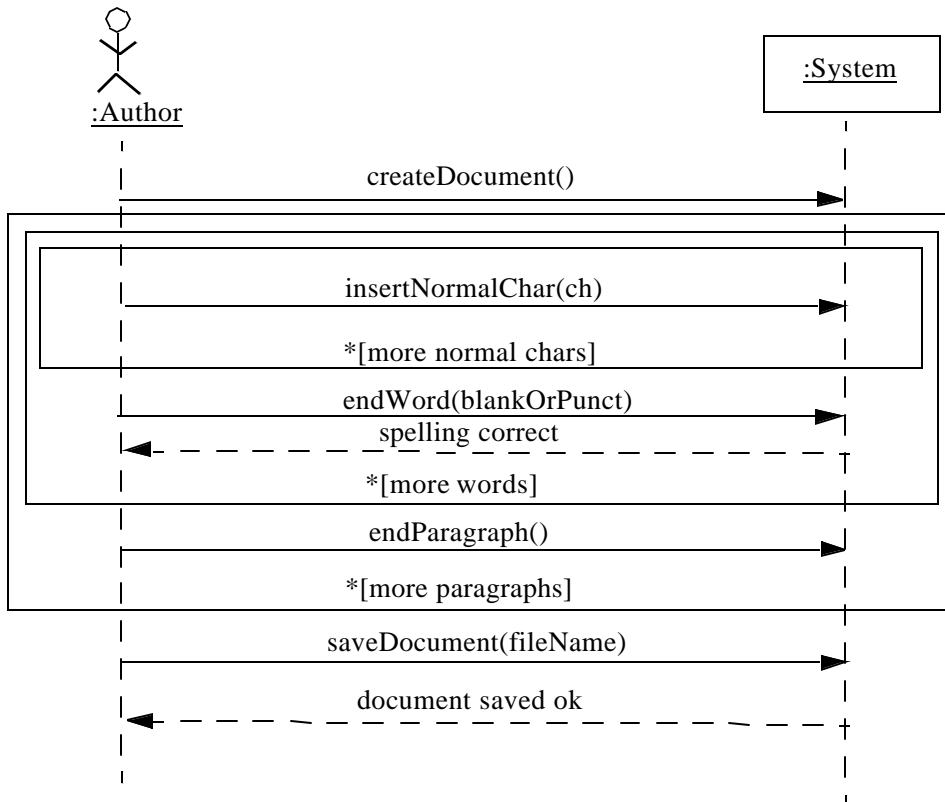 :System
:Author
createDocument()
insertNormalChar(ch)
*[more normal chars]
endWord(blankOrPunct)
spelling correct
*[more words]
endParagraph()
*[more paragraphs]
saveDocument(fileName)
document saved ok